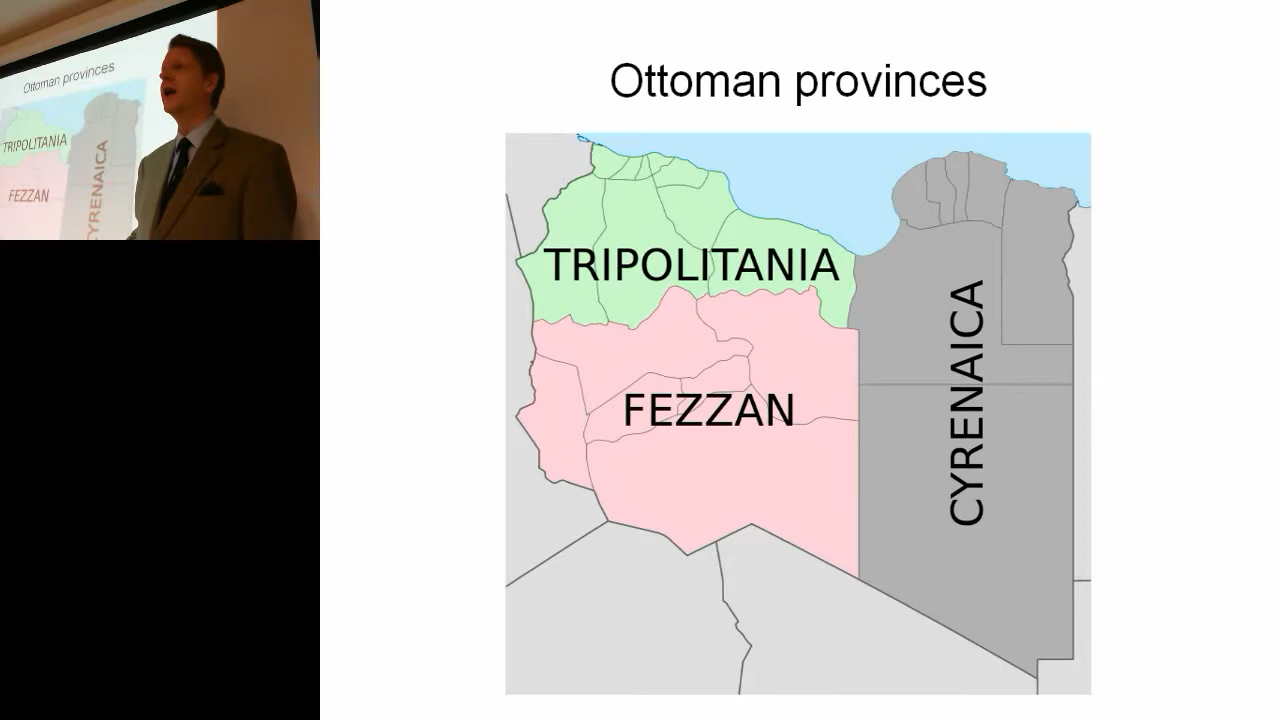 Ottoman provinces
TRIPOLITANIA
FEZZAN
CYRENAICA
Ottoman provinces
TRIPOLITANIA
FEZZAN
CYRENAICA